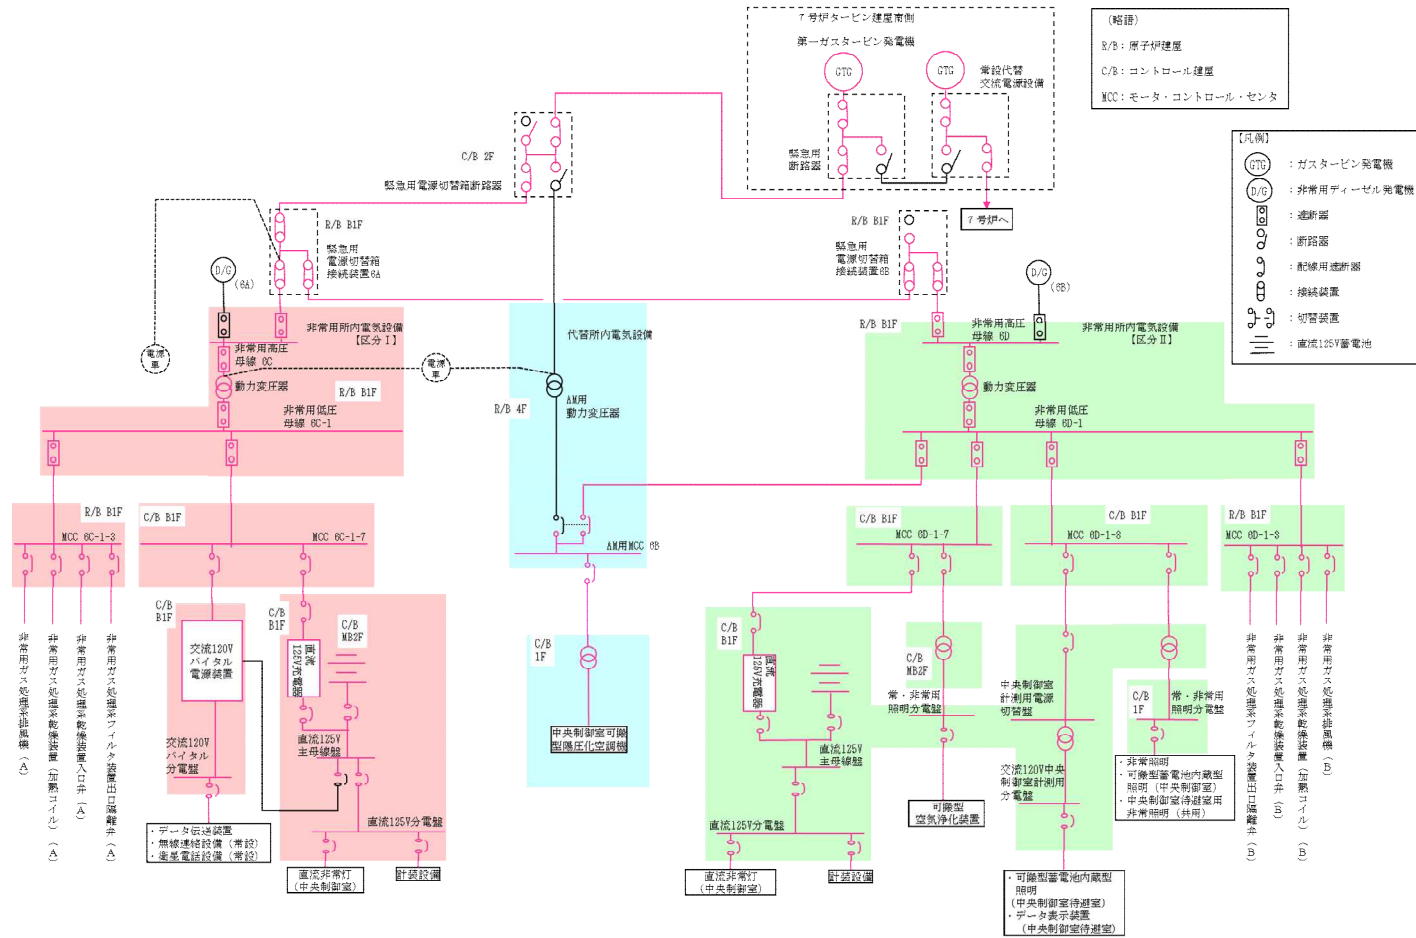 7号炉タービン建屋南側
第一ガスタービン発電機
GTG
GTG
常設代替
交流電源設備
緊急用
断路器
7号炉へ
(略語)
R/B:原子炉建屋
C/B:コントロール建屋
MCC:モータ・コントロール・センタ
【凡例】
GTG
:ガスタービン発電機
D/G
:非常用ディーゼル発電機
:遮断器
:断路器
:配線用遮断器
:接続装置
:切替装置
:直流125V蓄電池
C/B 2F
緊急用電源切替箱断路器
R/B B1F
緊急用
電源切替箱
接続装置6A
R/B B1F
緊急用
電源切替箱
接続装置6B
D/G
(6A)
D/G
(6B)
電源
車
電源
車
非常用所内電気設備
【区分Ⅰ】
非常用高圧
母線 6C
動力変圧器
R/B B1F
非常用低圧
母線 6C-1
代替所内電気設備
R/B 4F
AM用
動力変圧器
R/B B1F
非常用高圧
母線 6D
非常用所内電気設備
【区分Ⅱ】
動力変圧器
非常用低圧
母線 6D-1
R/B B1F
MCC 6C-1-3
C/B B1F
MCC 6C-1-7
AM用MCC 6B
C/B B1F
MCC 6D-1-7
C/B B1F
MCC 6D-1-8
R/B B1F
MCC 6D-1-3
非常用ガス処理系排風機(A)
非常用ガス処理系乾燥装置(加熱コイル)(A)
非常用ガス処理系乾燥装置入口弁(A)
非常用ガス処理系フィルタ装置出口隔離弁(A)
C/B
B1F
交流120V
バイタル
電源装置
交流120V
バイタル
分電盤
・データ伝送装置
・無線連絡設備(常設)
・衛星電話設備(常設)
C/B
B1F
直流
125V充電器
C/B
MB2F
直流125V
主母線盤
直流125V分電盤
直流非常灯
(中央制御室)
計装設備
C/B
1F
中央制御室可搬
型陽圧化空調機
C/B
B1F
直流
125V充電器
直流125V
主母線盤
直流125V分電盤
直流非常灯
(中央制御室)
計装設備
C/B
MB2F
常・非常用
照明分電盤
可搬型
空気浄化装置
中央制御室
計測用電源
切替盤
交流120V中央
制御室計測用
分電盤
・可搬型蓄電池内蔵型
照明
(中央制御室待避室)
・データ表示装置
(中央制御室待避室)
C/B
1F
常・非常用
照明分電盤
・非常照明
・可搬型蓄電池内蔵型
照明(中央制御室)
・中央制御室待避室用
非常照明(共用)
非常用ガス処理系フィルタ装置出口隔離弁(B)
非常用ガス処理系乾燥装置入口弁(B)
非常用ガス処理系乾燥装置(加熱コイル)(B)
非常用ガス処理系排風機(B)